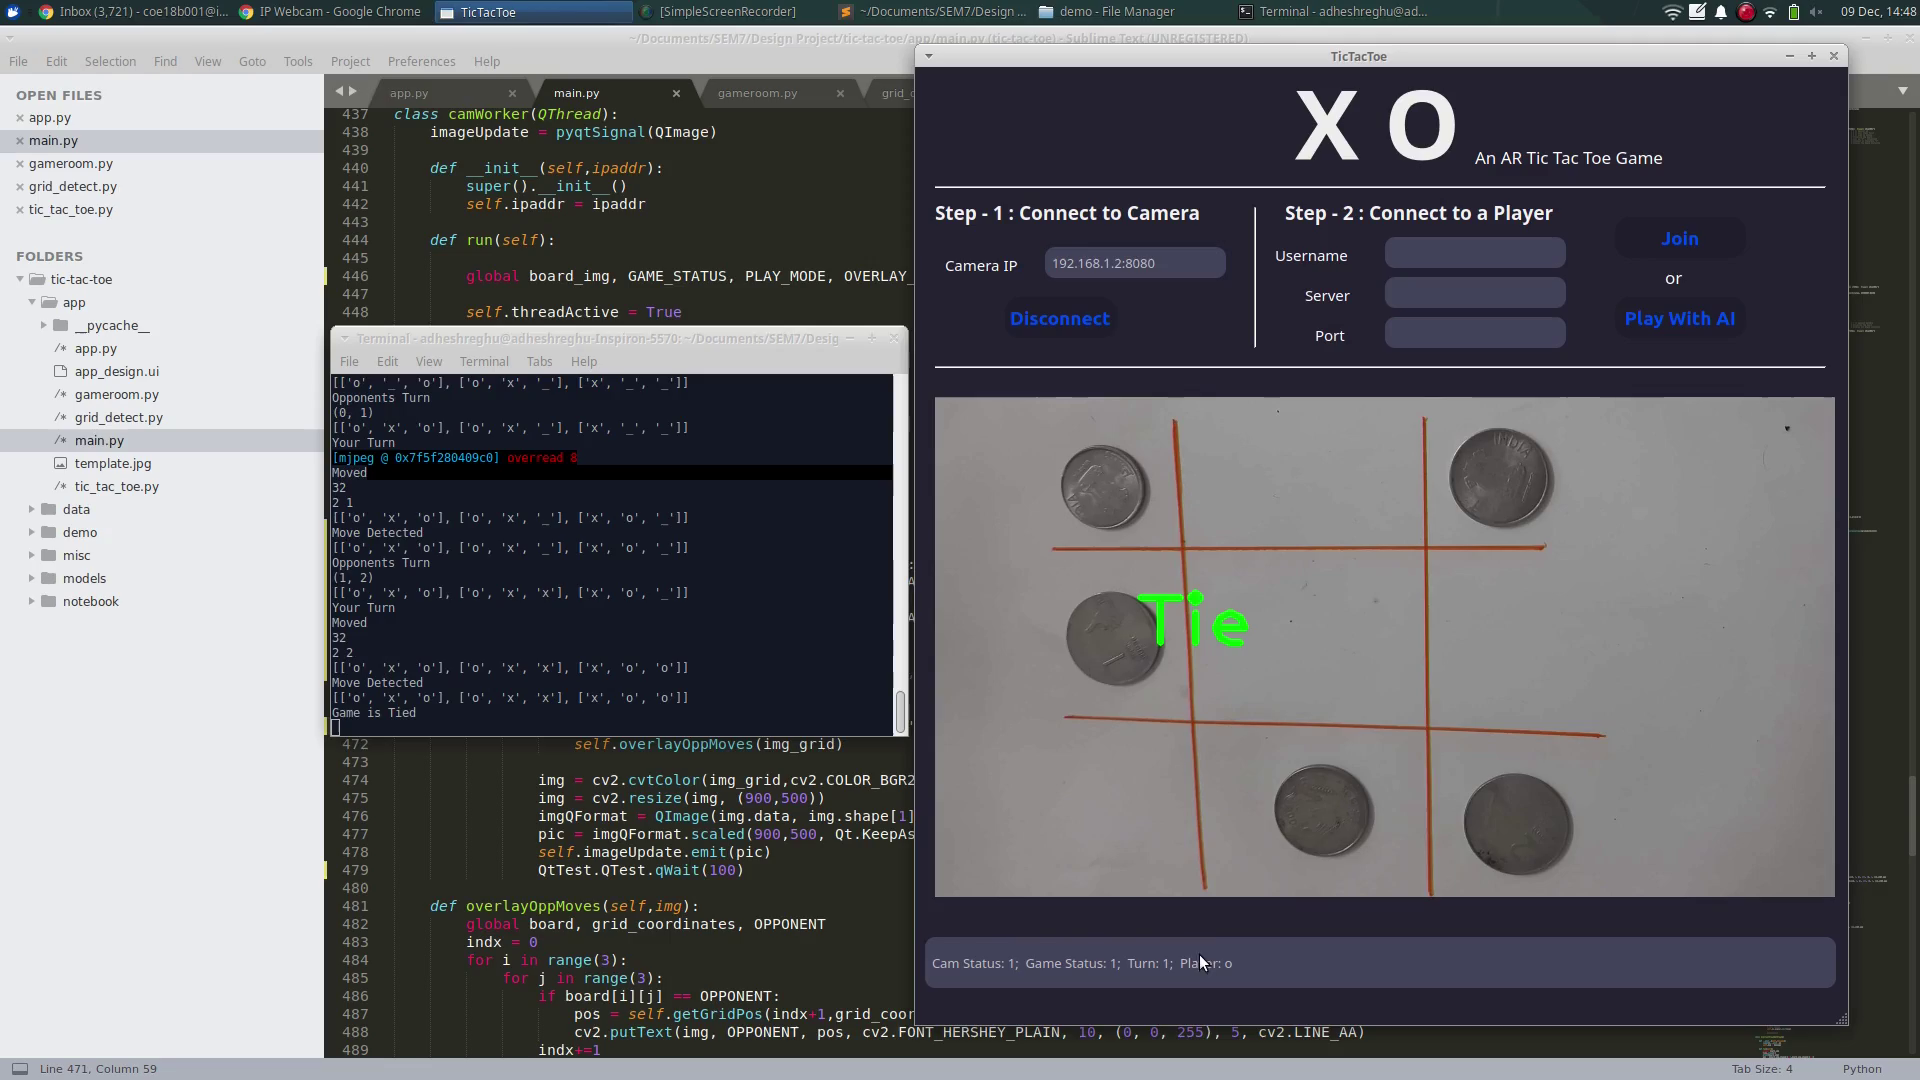 Inbox (3,721) - coe18b001@i...
IP Webcam - Google Chrome
TicTacToe
[SimpleScreenRecorder]
~/Documents/SEM7/Design ...
demo - File Manager
Terminal - adheshreghu@ad...
09 Dec, 14:48
~/Documents/SEM7/Design Project/tic-tac-toe/app/main.py (tic-tac-toe) - Sublime Text (UNREGISTERED)
File Edit Selection Find View Goto Tools Project Preferences Help
OPEN FILES
app.py
main.py
gameroom.py
grid_detect.py
tic_tac_toe.py
FOLDERS
tic-tac-toe
app
__pycache__
app.py
app_design.ui
gameroom.py
grid_detect.py
main.py
template.jpg
tic_tac_toe.py
data
demo
misc
models
notebook
app.py main.py gameroom.py
437 class camWorker(QThread):
438 imageUpdate = pyqtSignal(QImage)
439
440 def __init__(self,ipaddr):
441 super().__init__()
442 self.ipaddr = ipaddr
443
444 def run(self):
445
446 global board_img, GAME_STATUS, PLAY_MODE, OVERLAY_
447
448 self.threadActive = True
Terminal - adheshreghu@adheshreghu-Inspiron-5570: ~/Documents/SEM7/Desig
File Edit View Terminal Tabs Help
[['o', '_', 'o'], ['o', 'x', '_'], ['x', '_', '_']]
Opponents Turn
(0, 1)
[['o', 'x', 'o'], ['o', 'x', '_'], ['x', '_', '_']]
Your Turn
[mjpeg @ 0x7f5f280409c0] overread 8
Moved
32
2 1
[['o', 'x', 'o'], ['o', 'x', '_'], ['x', 'o', '_']]
Move Detected
[['o', 'x', 'o'], ['o', 'x', '_'], ['x', 'o', '_']]
Opponents Turn
(1, 2)
[['o', 'x', 'o'], ['o', 'x', 'x'], ['x', 'o', '_']]
Your Turn
Moved
32
2 2
[['o', 'x', 'o'], ['o', 'x', 'x'], ['x', 'o', 'o']]
Move Detected
[['o', 'x', 'o'], ['o', 'x', 'x'], ['x', 'o', 'o']]
Game is Tied
472 self.overlayOppMoves(img_grid)
473
474 img = cv2.cvtColor(img_grid,cv2.COLOR_BGR2
475 img = cv2.resize(img, (900,500))
476 imgQFormat = QImage(img.data, img.shape[1]
477 pic = imgQFormat.scaled(900,500, Qt.KeepAs
478 self.imageUpdate.emit(pic)
479 QtTest.QTest.qWait(100)
480
481 def overlayOppMoves(self,img):
482 global board, grid_coordinates, OPPONENT
483 indx = 0
484 for i in range(3):
485 for j in range(3):
486 if board[i][j] == OPPONENT:
487 pos = self.getGridPos(indx+1,grid_coor
488 cv2.putText(img, OPPONENT, pos, cv2.FONT_HERSHEY_PLAIN, 10, (0, 0, 255), 5, cv2.LINE_AA)
489 indx+=1
TicTacToe
X O An AR Tic Tac Toe Game
Step - 1 : Connect to Camera
Camera IP 192.168.1.2:8080
Disconnect
Step - 2 : Connect to a Player
Username
Server
Port
Join
or
Play With AI
INDIA
Tie
Cam Status: 1; Game Status: 1; Turn: 1; Player: o
Line 471, Column 59
Tab Size: 4
Python